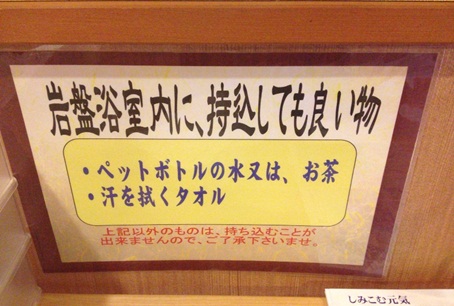 岩盤浴室内に、持込しても良い物
・ペットボトルの水又は、お茶
・汗を拭くタオル
上記以外のものは、持ち込むことが
出来ませんので、ご了承下さいませ。
しみこむ元気